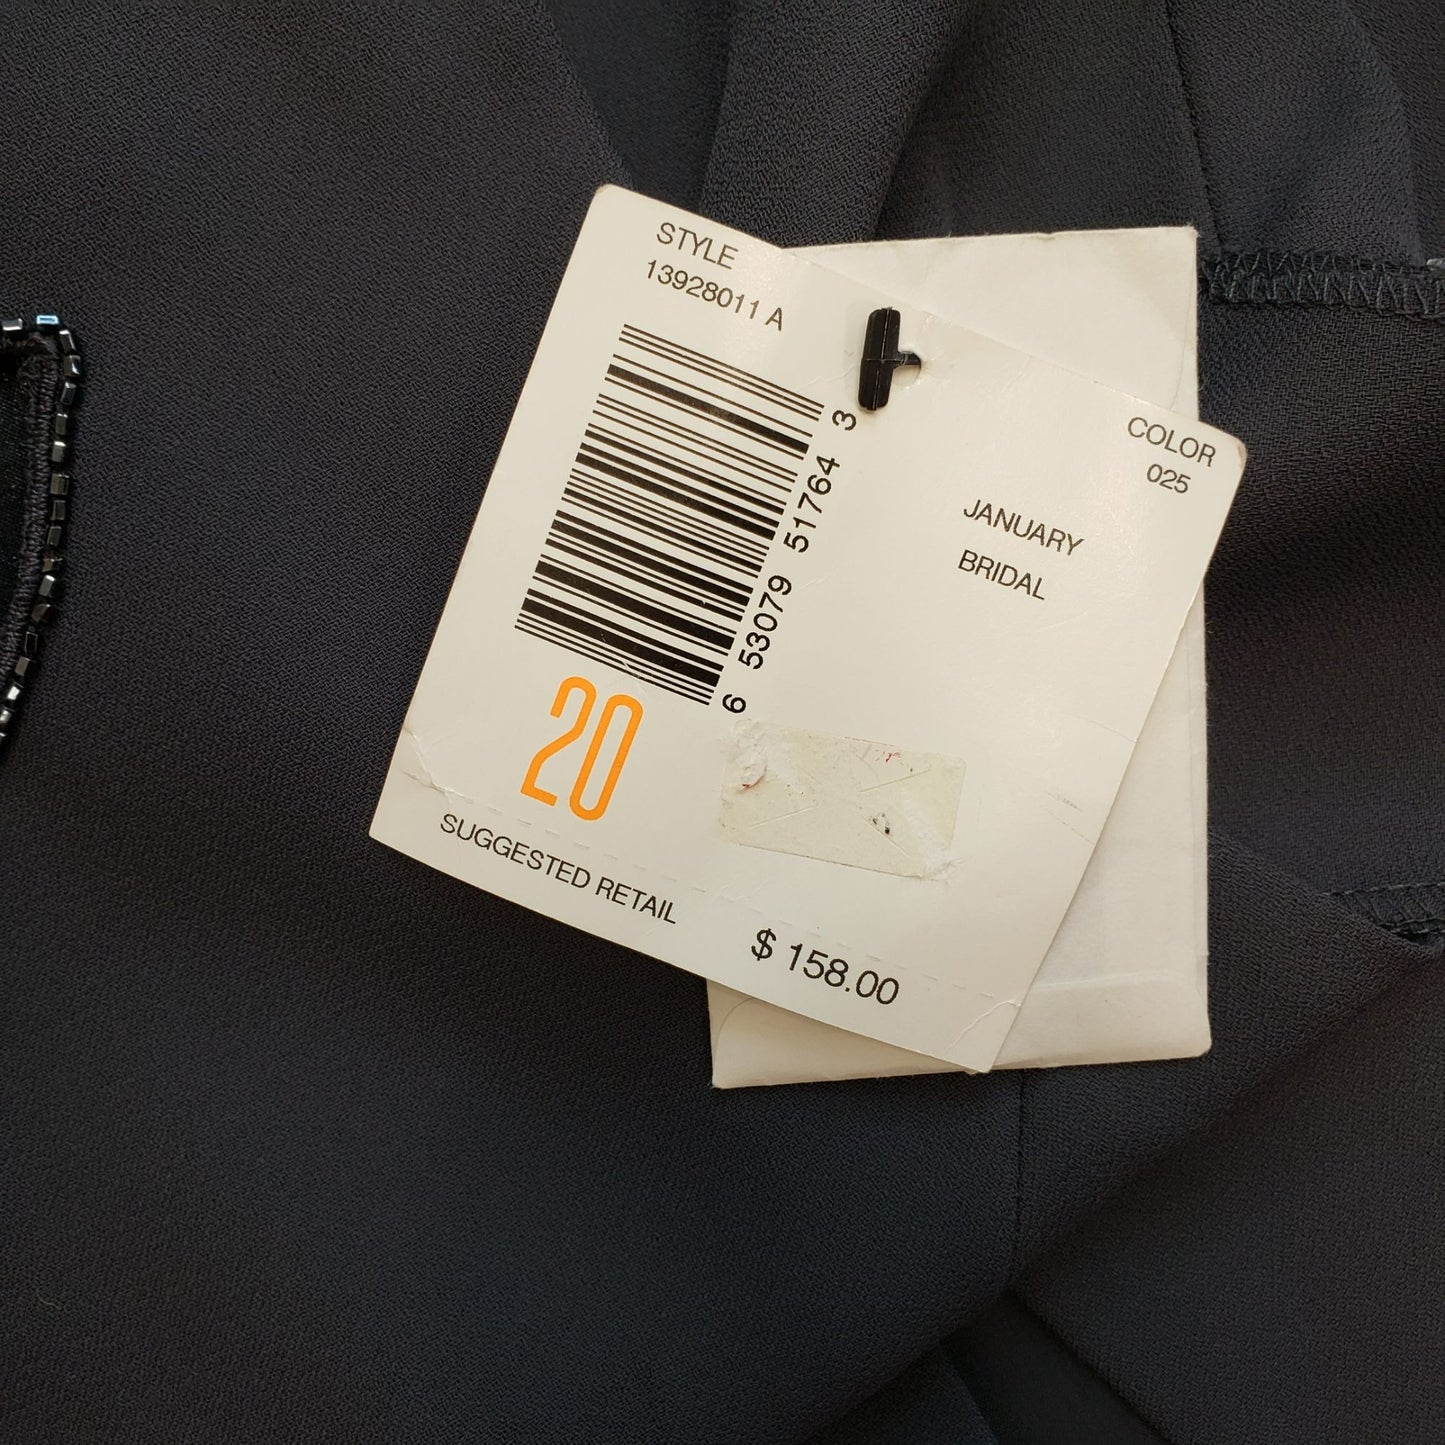 STYLE
13928011 A
COLOR
025
JANUARY
BRIDAL
6 53079 51764 3
20
SUGGESTED RETAIL
$ 158.00